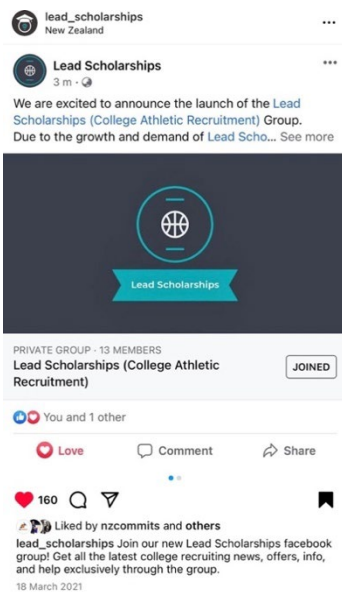 lead_scholarships
New Zealand
Lead Scholarships
3 m ·
We are excited to announce the launch of the Lead
Scholarships (College Athletic Recruitment) Group.
Due to the growth and demand of Lead Scho... See more
Lead Scholarships
PRIVATE GROUP · 13 MEMBERS
Lead Scholarships (College Athletic
Recruitment)
JOINED
You and 1 other
Love
Comment
Share
160
Liked by nzcommits and others
lead_scholarships Join our new Lead Scholarships facebook
group! Get all the latest college recruiting news, offers, info,
and help exclusively through the group.
18 March 2021